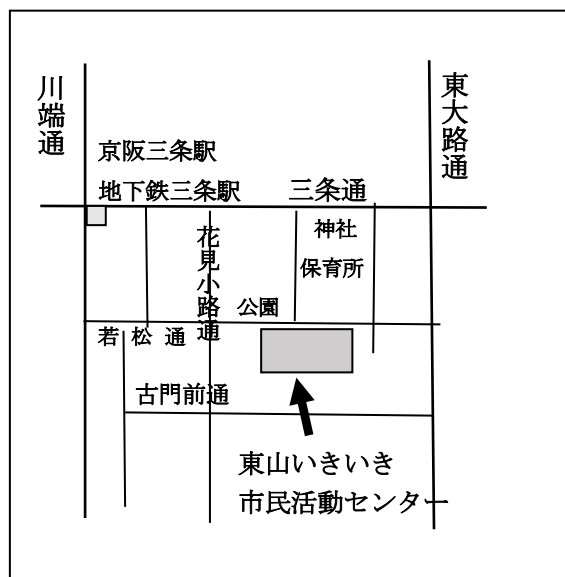 川端通
東大路通
京阪三条駅
地下鉄三条駅
三条通
花見小路通
神社
保育所
公園
若松通
古門前通
東山いきいき
市民活動センター